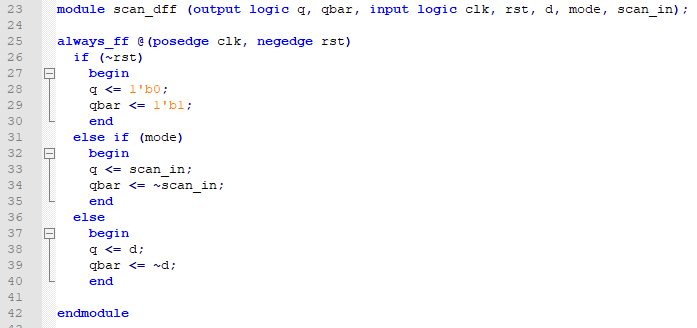 23 module scan_dff (output logic q, qbar, input logic clk, rst, d, mode, scan_in);
24
25 always_ff @(posedge clk, negedge rst)
26 if (~rst)
27 begin
28 q <= 1'b0;
29 qbar <= 1'b1;
30 end
31 else if (mode)
32 begin
33 q <= scan_in;
34 qbar <= ~scan_in;
35 end
36 else
37 begin
38 q <= d;
39 qbar <= ~d;
40 end
41
42 endmodule